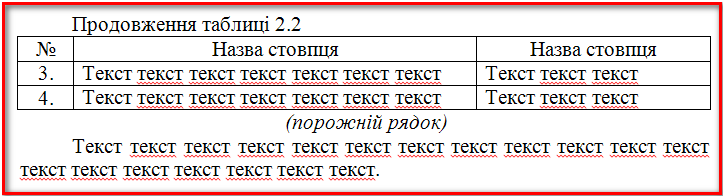 Продовження таблиці 2.2
№ Назва стовпця Назва стовпця
3. Текст текст текст текст текст текст текст Текст текст текст
4. Текст текст текст текст текст текст текст Текст текст текст
(порожній рядок)
Текст текст текст текст текст текст текст текст текст текст текст текст
текст текст текст текст текст текст текст.